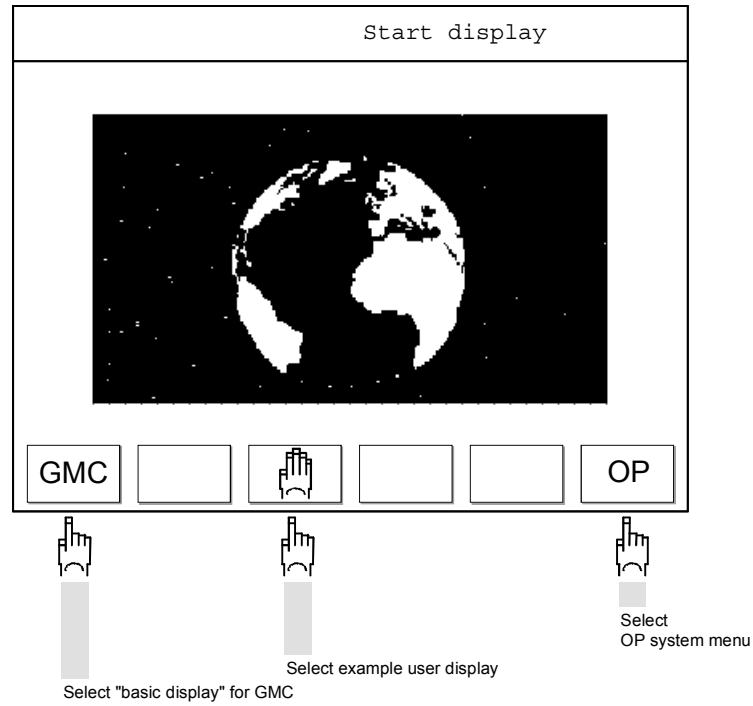 Start display
GMC
OP
Select
OP system menu
Select example user display
Select "basic display" for GMC